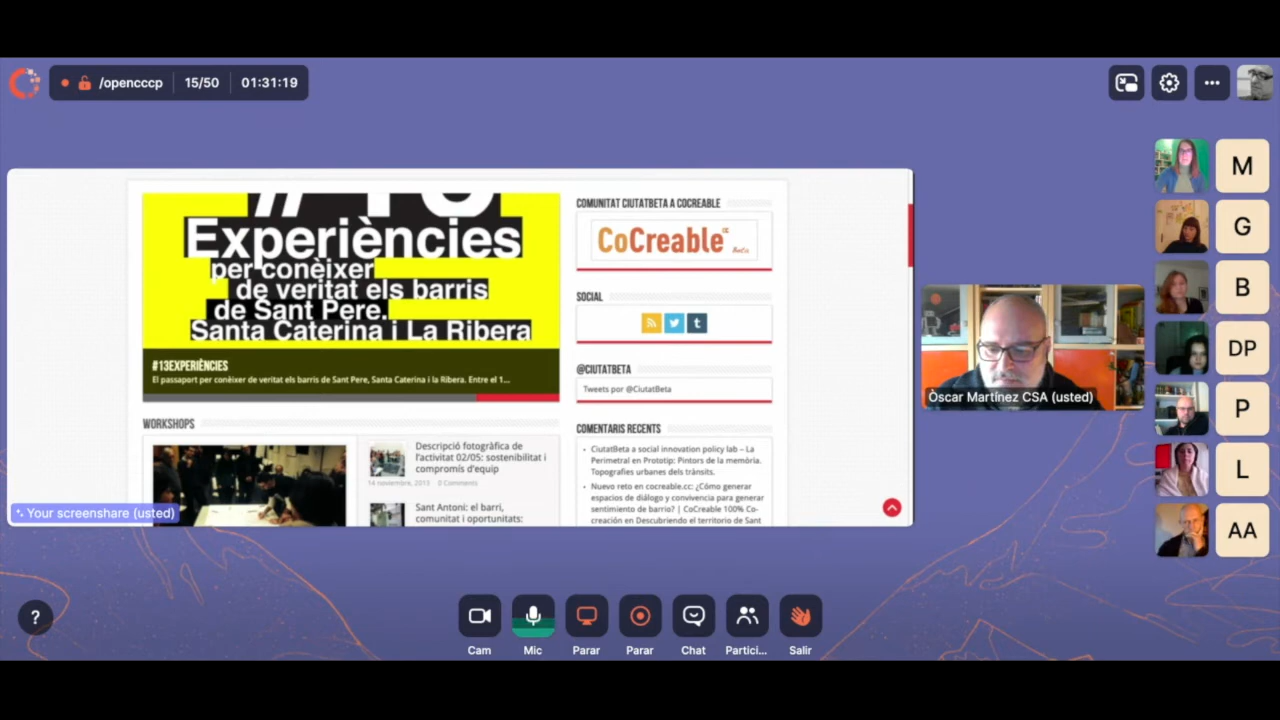 /opencccp
15/50
01:31:19
Experiències
per conèixer
de veritat els barris
de Sant Pere.
Santa Caterina i La Ribera
#13EXPERIÈNCIES
El passaport per conèixer de veritat els barris de Sant Pere, Santa Caterina i la Ribera. Entre el 1...
WORKSHOPS
Descripció fotogràfica de
l'activitat 02/05: sostenibilitat i
compromís d'equip
14 novembre, 2013 0 Comments
Sant Antoni: el barri,
comunitat i oportunitats:
COMUNITAT CIUTATBETA A COCREABLE
CoCreable
SOCIAL
@CIUTATBETA
Tweets por @CiutatBeta
COMENTARIS RECENTS
CiutatBeta a social innovation policy lab – La
Perimetral en Prototip: Pintors de la memòria.
Topografies urbanes dels trànsits.
Nuevo reto en cocreable.cc: ¿Cómo generar
espacios de diálogo y convivencia para generar
sentimiento de barrio? | CoCreable 100% Co-
creación en Descubriendo el territorio de Sant
Your screenshare (usted)
Òscar Martínez CSA (usted)
M
G
B
DP
P
L
AA
?
Cam
Mic
Parar
Parar
Chat
Partici...
Salir